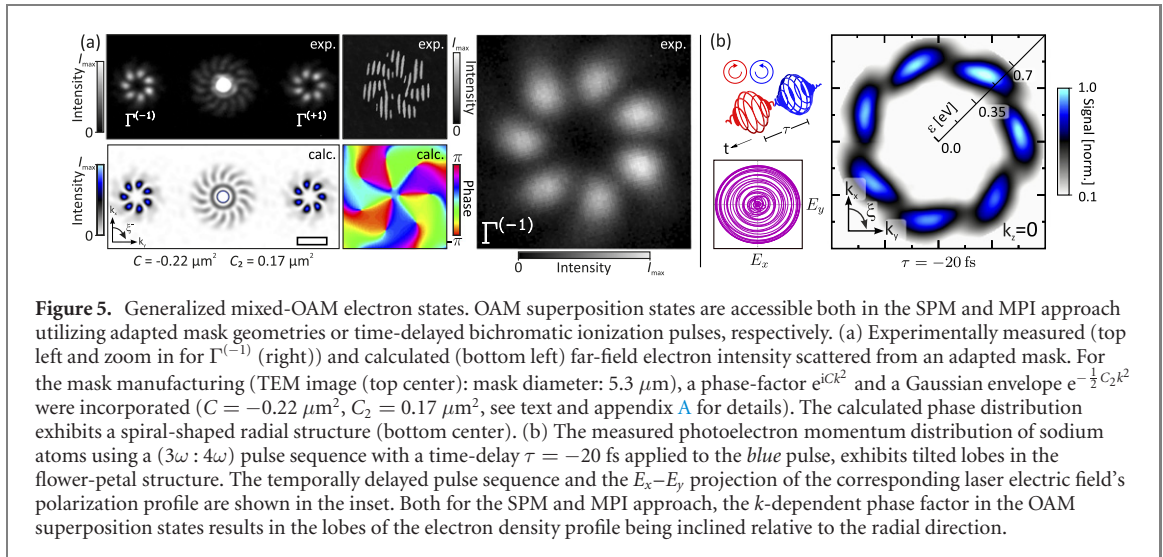 (a)
exp.
exp.
exp.
(b)
Intensity
I_max
0
Γ(−1)
Γ(+1)
I_max
Intensity
0
calc.
calc.
Intensity
I_max
0
k_y
ξ
π
Phase
-π
C = -0.22 µm² C₂ = 0.17 µm²
Γ(−1)
0 Intensity I_max
τ
t
E_y
E_x
0.7
0.35
ε [eV]
0.0
k_x
ξ
k_y
k_z=0
τ = −20 fs
1.0
Signal [norm.]
0.1
Figure 5. Generalized mixed-OAM electron states. OAM superposition states are accessible both in the SPM and MPI approach
utilizing adapted mask geometries or time-delayed bichromatic ionization pulses, respectively. (a) Experimentally measured (top
left and zoom in for Γ(−1) (right)) and calculated (bottom left) far-field electron intensity scattered from an adapted mask. For
the mask manufacturing (TEM image (top center): mask diameter: 5.3 μm), a phase-factor e^{iCk²} and a Gaussian envelope e^{−½C₂k²}
were incorporated (C = −0.22 μm², C₂ = 0.17 μm², see text and appendix A for details). The calculated phase distribution
exhibits a spiral-shaped radial structure (bottom center). (b) The measured photoelectron momentum distribution of sodium
atoms using a (3ω : 4ω) pulse sequence with a time-delay τ = −20 fs applied to the blue pulse, exhibits tilted lobes in the
flower-petal structure. The temporally delayed pulse sequence and the E_x–E_y projection of the corresponding laser electric field's
polarization profile are shown in the inset. Both for the SPM and MPI approach, the k-dependent phase factor in the OAM
superposition states results in the lobes of the electron density profile being inclined relative to the radial direction.